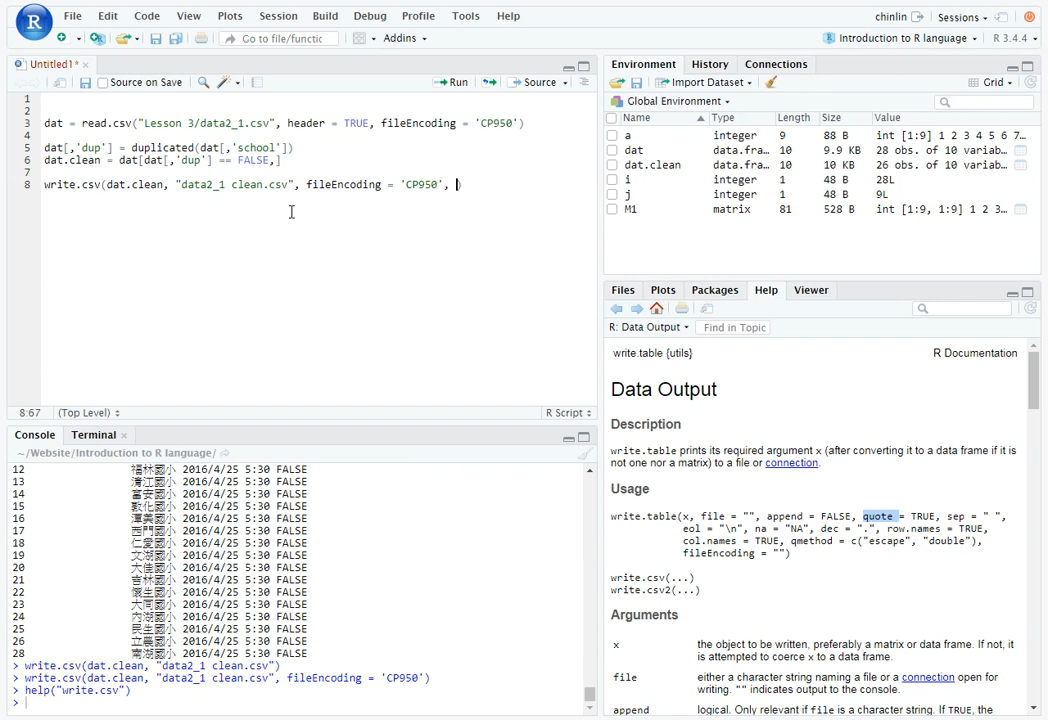 R
File Edit Code View Plots Session Build Debug Profile Tools Help
chinlin Sessions
Go to file/functic Addins
Introduction to R language R 3.4.4
Untitled1*
Source on Save Run Source
1
2
3 dat = read.csv("Lesson 3/data2_1.csv", header = TRUE, fileEncoding = 'CP950')
4
5 dat[,'dup'] = duplicated(dat[,'school'])
6 dat.clean = dat[dat[,'dup'] == FALSE,]
7
8 write.csv(dat.clean, "data2_1 clean.csv", fileEncoding = 'CP950', )
8:67 (Top Level) R Script
Console Terminal
~/Website/Introduction to R language/
12 福林國小 2016/4/25 5:30 FALSE
13 清江國小 2016/4/25 5:30 FALSE
14 富安國小 2016/4/25 5:30 FALSE
15 敦化國小 2016/4/25 5:30 FALSE
16 潭美國小 2016/4/25 5:30 FALSE
17 西門國小 2016/4/25 5:30 FALSE
18 仁愛國小 2016/4/25 5:30 FALSE
19 文湖國小 2016/4/25 5:30 FALSE
20 大佳國小 2016/4/25 5:30 FALSE
21 吉林國小 2016/4/25 5:30 FALSE
22 懷生國小 2016/4/25 5:30 FALSE
23 大同國小 2016/4/25 5:30 FALSE
24 內湖國小 2016/4/25 5:30 FALSE
25 民生國小 2016/4/25 5:30 FALSE
26 立農國小 2016/4/25 5:30 FALSE
28 南湖國小 2016/4/25 5:30 FALSE
> write.csv(dat.clean, "data2_1 clean.csv")
> write.csv(dat.clean, "data2_1 clean.csv", fileEncoding = 'CP950')
> help("write.csv")
>
Environment History Connections
Import Dataset Grid
Global Environment
Name Type Length Size Value
a integer 9 88 B int [1:9] 1 2 3 4 5 6 7…
dat data.fra… 10 9.9 KB 28 obs. of 10 variab…
dat.clean data.fra… 10 10 KB 26 obs. of 10 variab…
i integer 1 48 B 28L
j integer 1 48 B 9L
M1 matrix 81 528 B int [1:9, 1:9] 1 2 3…
Files Plots Packages Help Viewer
R: Data Output Find in Topic
write.table {utils} R Documentation
Data Output
Description
write.table prints its required argument x (after converting it to a data frame if it is
not one nor a matrix) to a file or connection.
Usage
write.table(x, file = "", append = FALSE, quote = TRUE, sep = " ",
eol = "\n", na = "NA", dec = ".", row.names = TRUE,
col.names = TRUE, qmethod = c("escape", "double"),
fileEncoding = "")
write.csv(...)
write.csv2(...)
Arguments
x the object to be written, preferably a matrix or data frame. If not, it
is attempted to coerce x to a data frame.
file either a character string naming a file or a connection open for
writing. "" indicates output to the console.
append logical. Only relevant if file is a character string. If TRUE, the